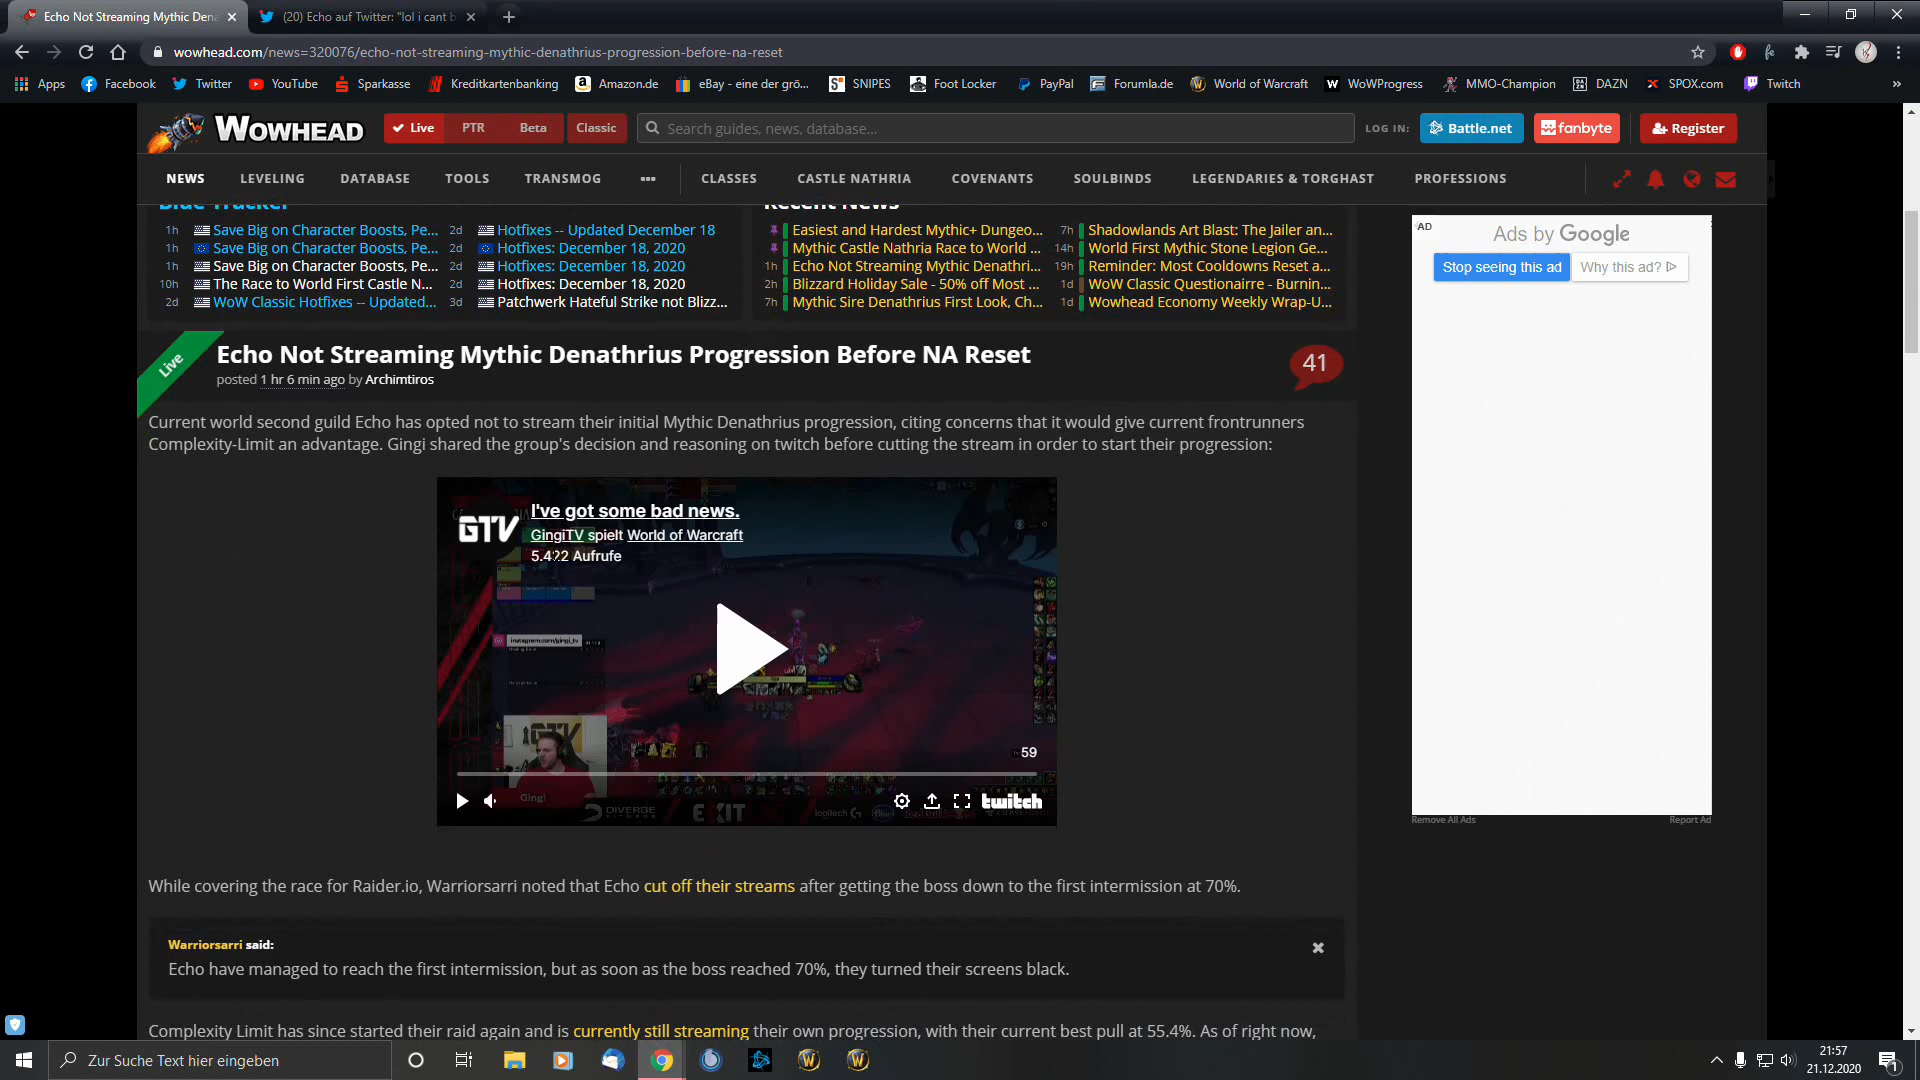 Echo Not Streaming Mythic Dena
(20) Echo auf Twitter: "lol i cant b
wowhead.com/news=320076/echo-not-streaming-mythic-denathrius-progression-before-na-reset
Apps Facebook Twitter YouTube Sparkasse Kreditkartenbanking Amazon.de eBay - eine der grö... SNIPES Foot Locker PayPal Forumla.de World of Warcraft WoWProgress MMO-Champion DAZN SPOX.com Twitch »
WOWHEAD Live PTR Beta Classic Search guides, news, database... LOG IN: Battle.net fanbyte Register
NEWS LEVELING DATABASE TOOLS TRANSMOG ••• CLASSES CASTLE NATHRIA COVENANTS SOULBINDS LEGENDARIES & TORGHAST PROFESSIONS
Blue Tracker
1h Save Big on Character Boosts, Pe...
1h Save Big on Character Boosts, Pe...
1h Save Big on Character Boosts, Pe...
10h The Race to World First Castle N...
2d WoW Classic Hotfixes -- Updated...
2d Hotfixes -- Updated December 18
2d Hotfixes: December 18, 2020
2d Hotfixes: December 18, 2020
2d Hotfixes: December 18, 2020
3d Patchwerk Hateful Strike not Blizz...
Recent News
Easiest and Hardest Mythic+ Dungeo...
Mythic Castle Nathria Race to World ...
1h Echo Not Streaming Mythic Denathri...
2h Blizzard Holiday Sale - 50% off Most ...
7h Mythic Sire Denathrius First Look, Ch...
7h Shadowlands Art Blast: The Jailer an...
14h World First Mythic Stone Legion Ge...
19h Reminder: Most Cooldowns Reset a...
1d WoW Classic Questionairre - Burnin...
1d Wowhead Economy Weekly Wrap-U...
AD
Ads by Google
Stop seeing this ad Why this ad?
Remove All Ads Report Ad
Live
Echo Not Streaming Mythic Denathrius Progression Before NA Reset
41
posted 1 hr 6 min ago by Archimtiros
Current world second guild Echo has opted not to stream their initial Mythic Denathrius progression, citing concerns that it would give current frontrunners
Complexity-Limit an advantage. Gingi shared the group's decision and reasoning on twitch before cutting the stream in order to start their progression:
GTV
I've got some bad news.
GingiTV spielt World of Warcraft
5.422 Aufrufe
instagram.com/gingi_tv
GTV
59
Gingi
DIVERGE
EXIT
logitech G
twitch
While covering the race for Raider.io, Warriorsarri noted that Echo cut off their streams after getting the boss down to the first intermission at 70%.
Warriorsarri said:
Echo have managed to reach the first intermission, but as soon as the boss reached 70%, they turned their screens black.
Complexity Limit has since started their raid again and is currently still streaming their own progression, with their current best pull at 55.4%. As of right now,
Zur Suche Text hier eingeben
21:57
21.12.2020
1